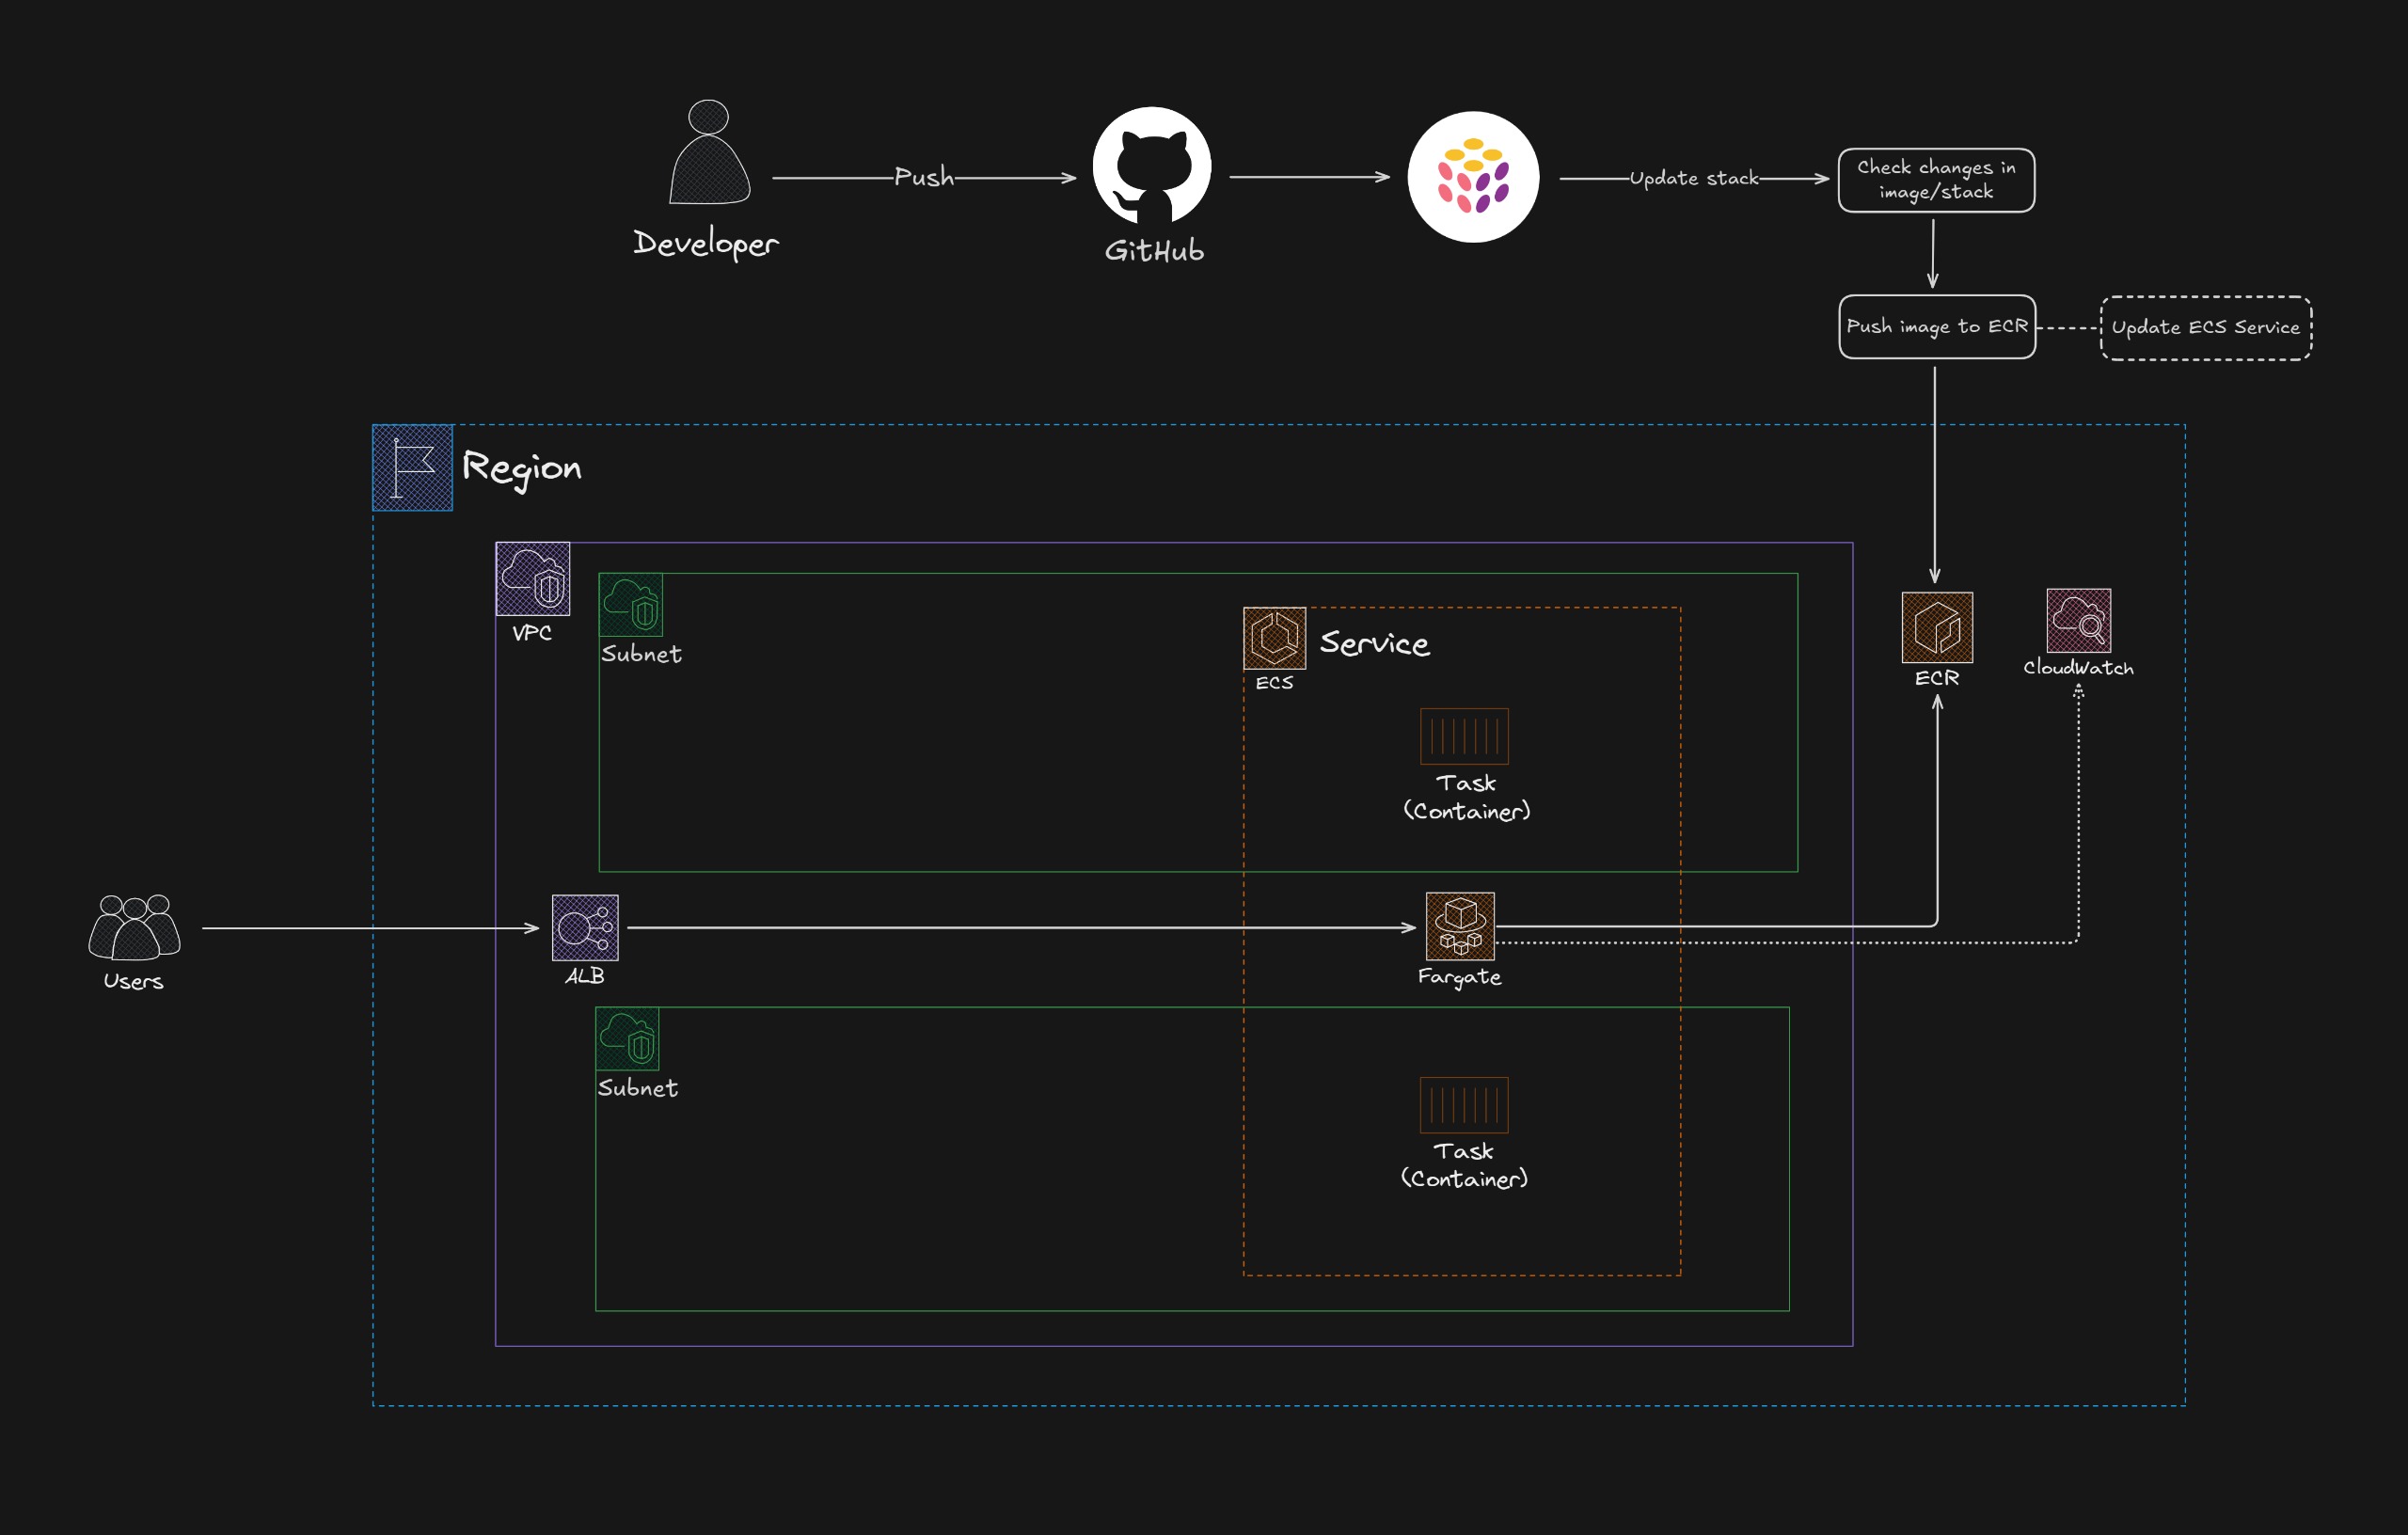 Push
Developer
GitHub
Update stack
Check changes in
image/stack
Push image to ECR
Update ECS Service
Region
VPC
Subnet
ECS
Service
Task
(Container)
ECR
CloudWatch
Users
ALB
Fargate
Subnet
Task
(Container)